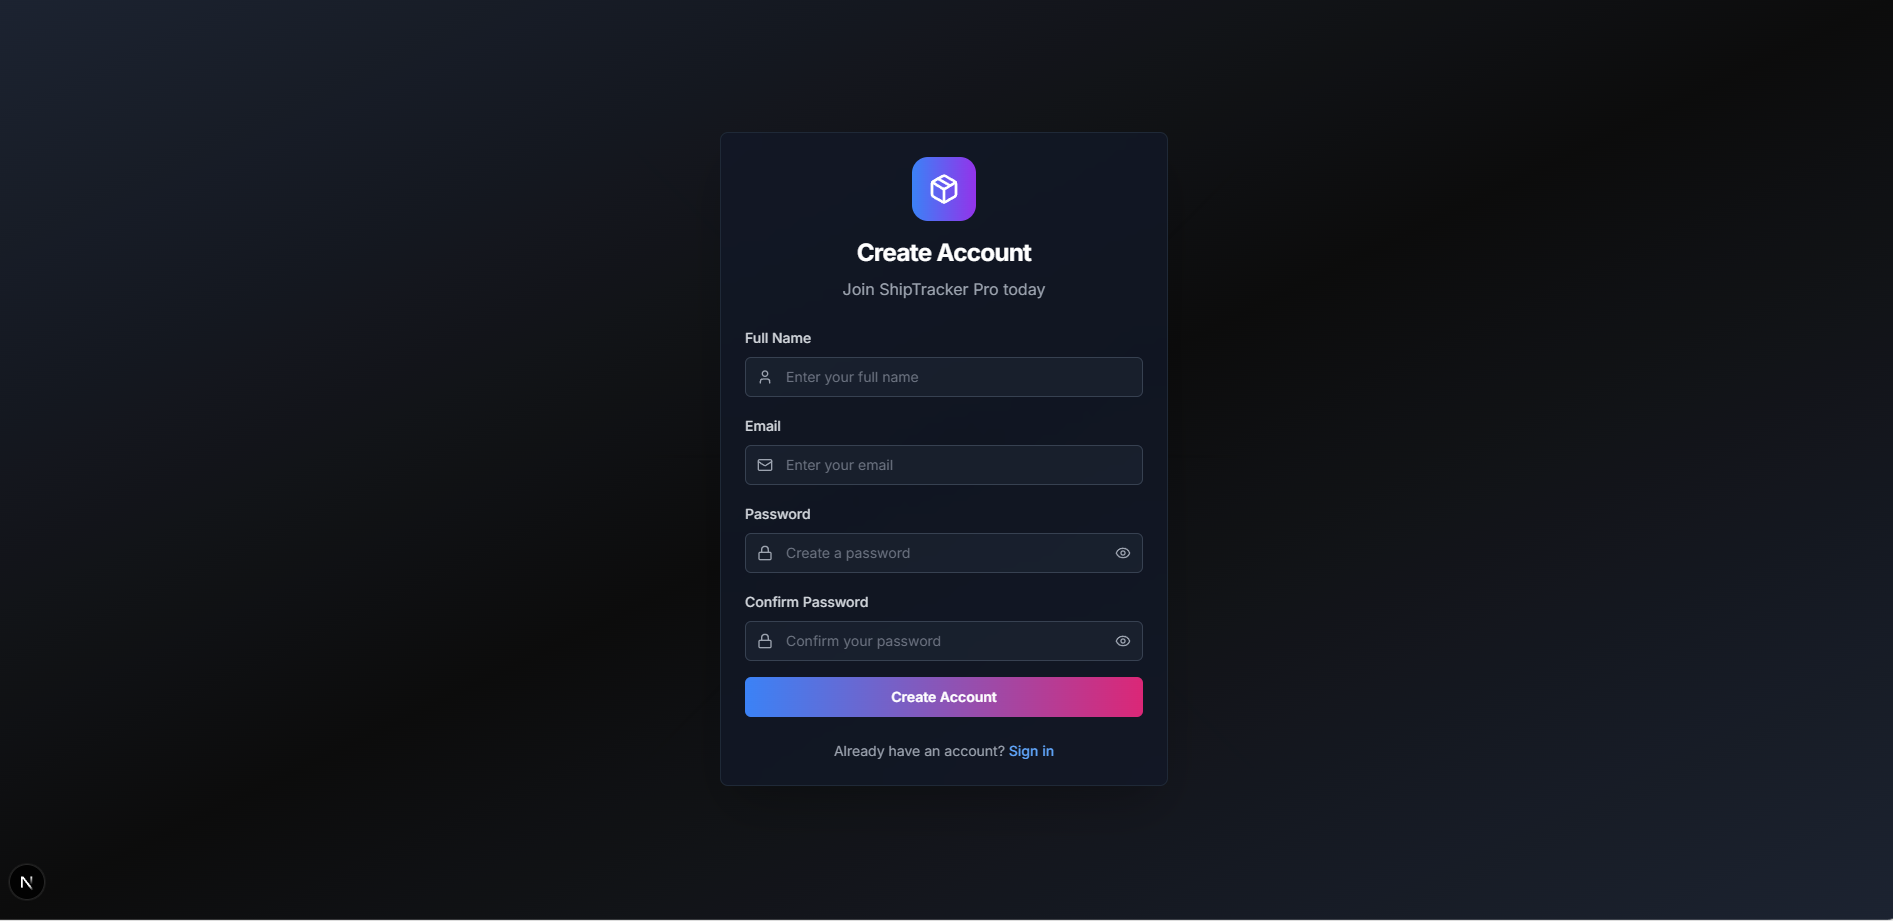 Create Account
Join ShipTracker Pro today
Full Name
Enter your full name
Email
Enter your email
Password
Create a password
Confirm Password
Confirm your password
Create Account
Already have an account? Sign in
N